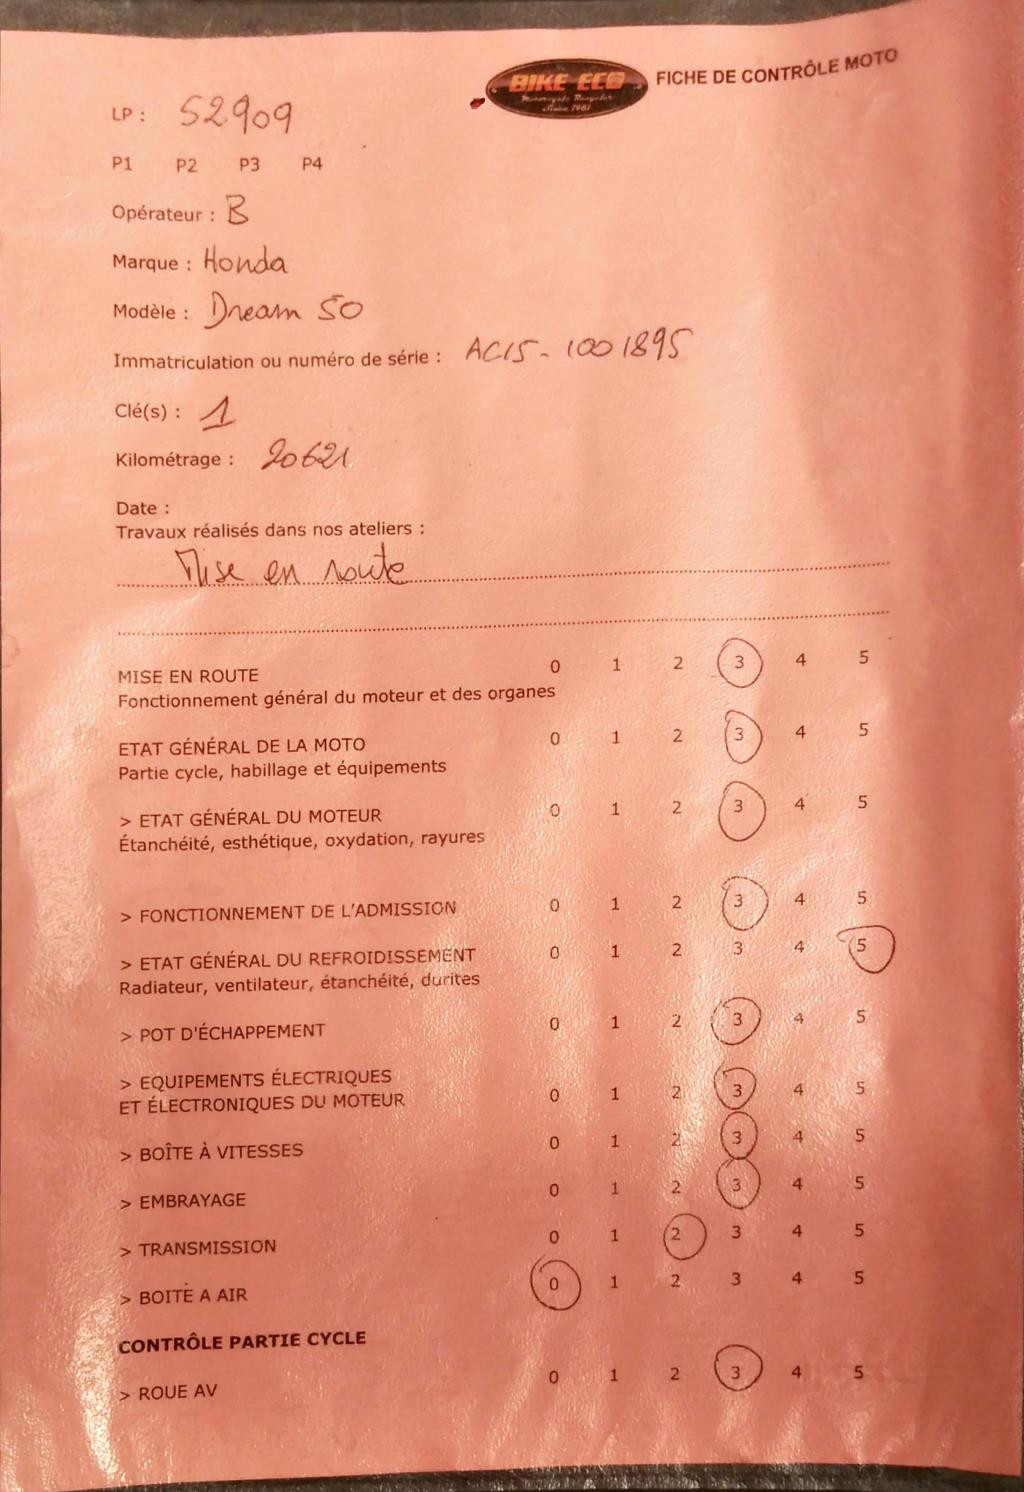 BIKE ECO
Motorcycle Recycler
Since 1981
FICHE DE CONTRÔLE MOTO
LP : 52909
P1 P2 P3 P4
Opérateur : B
Marque : Honda
Modèle : Dream 50
Immatriculation ou numéro de série : AC15-1001895
Clé(s) : 1
Kilométrage : 20621
Date :
Travaux réalisés dans nos ateliers :
Mise en route
MISE EN ROUTE 0 1 2 3 4 5
Fonctionnement général du moteur et des organes
ETAT GÉNÉRAL DE LA MOTO 0 1 2 3 4 5
Partie cycle, habillage et équipements
> ETAT GÉNÉRAL DU MOTEUR 0 1 2 3 4 5
Étanchéité, esthétique, oxydation, rayures
> FONCTIONNEMENT DE L'ADMISSION 0 1 2 3 4 5
> ETAT GÉNÉRAL DU REFROIDISSEMENT 0 1 2 3 4 5
Radiateur, ventilateur, étanchéité, durites
> POT D'ÉCHAPPEMENT 0 1 2 3 4 5
> EQUIPEMENTS ÉLECTRIQUES
ET ÉLECTRONIQUES DU MOTEUR 0 1 2 3 4 5
> BOÎTE À VITESSES 0 1 2 3 4 5
> EMBRAYAGE 0 1 2 3 4 5
> TRANSMISSION 0 1 2 3 4 5
> BOITE A AIR 0 1 2 3 4 5
CONTRÔLE PARTIE CYCLE
> ROUE AV 0 1 2 3 4 5